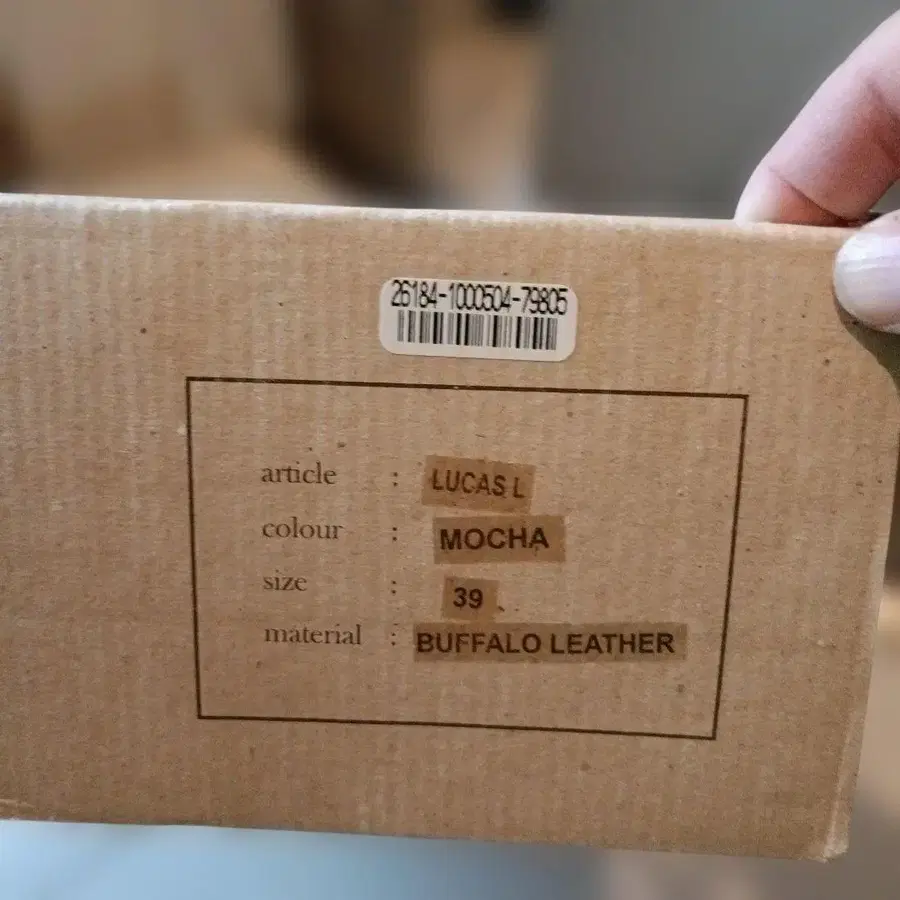 26184-1000504-79805
article : LUCAS L
colour : MOCHA
size : 39
material : BUFFALO LEATHER